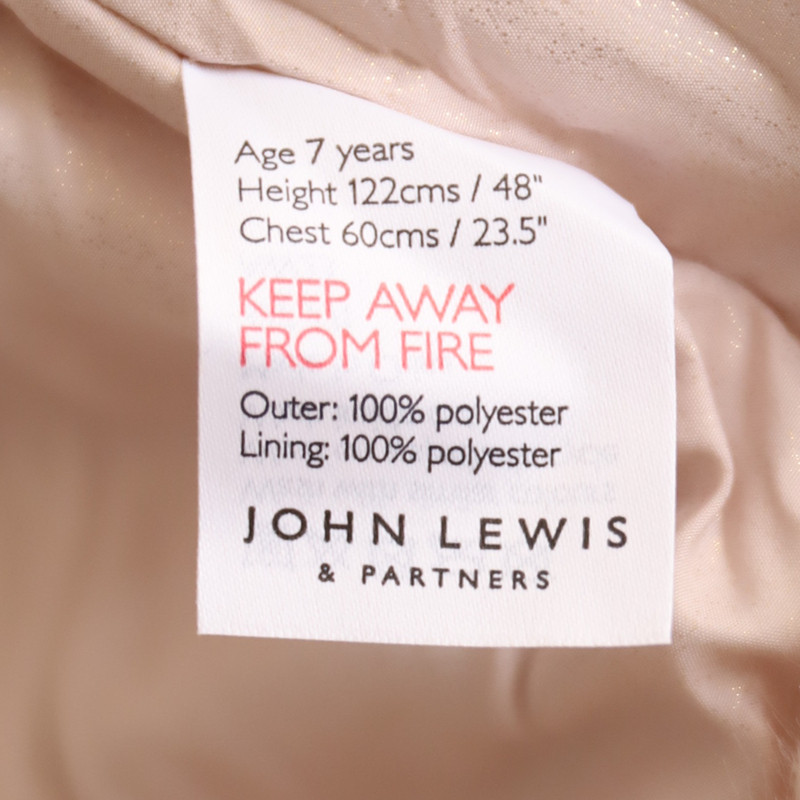 Age 7 years
Height 122cms / 48"
Chest 60cms / 23.5"
KEEP AWAY
FROM FIRE
Outer: 100% polyester
Lining: 100% polyester
JOHN LEWIS
& PARTNERS